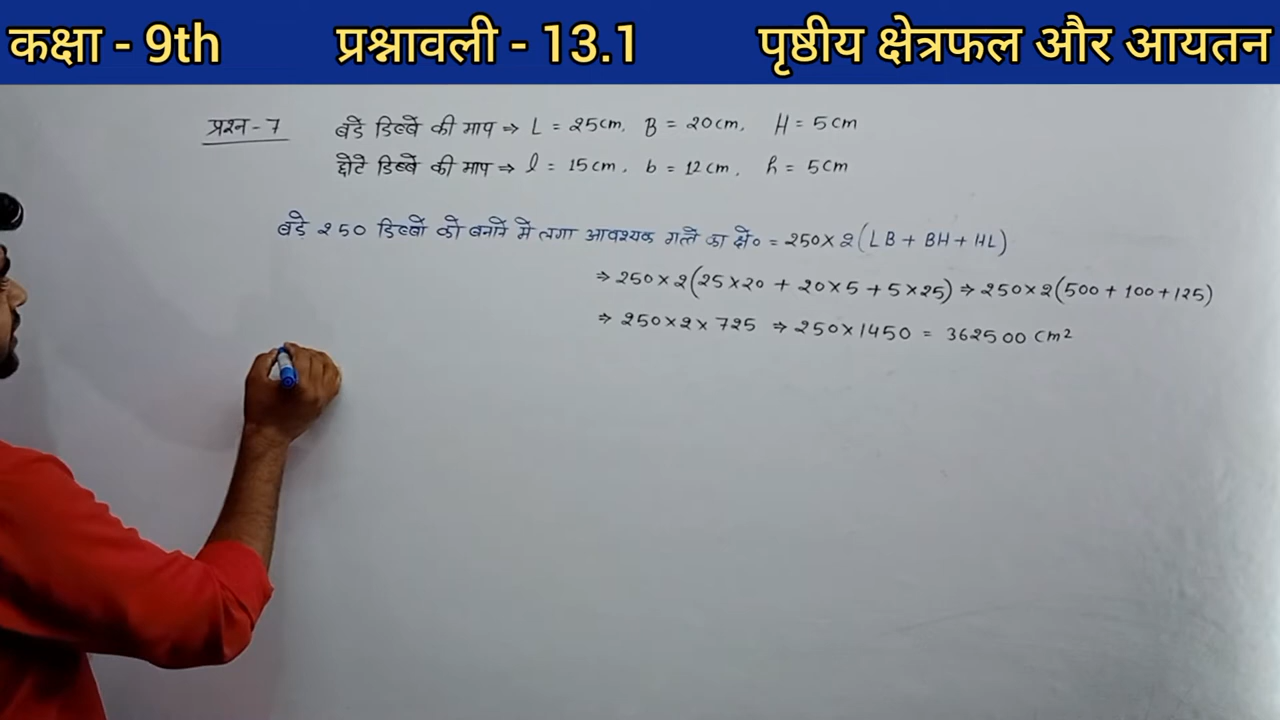 कक्षा - 9th प्रश्नावली - 13.1 पृष्ठीय क्षेत्रफल और आयतन
प्रश्न-7 बड़े डिब्बे की माप ⇒ L = 25cm, B = 20cm, H = 5cm
छोटे डिब्बे की माप ⇒ l = 15cm, b = 12cm, h = 5cm
बड़े 250 डिब्बों को बनाने में लगा आवश्यक गत्ते का क्षे० = 250×2(LB+BH+HL)
⇒ 250×2(25×20 + 20×5+5×25) ⇒ 250×2(500+100+125)
⇒ 250×2×725 ⇒ 250×1450 = 362500 cm²